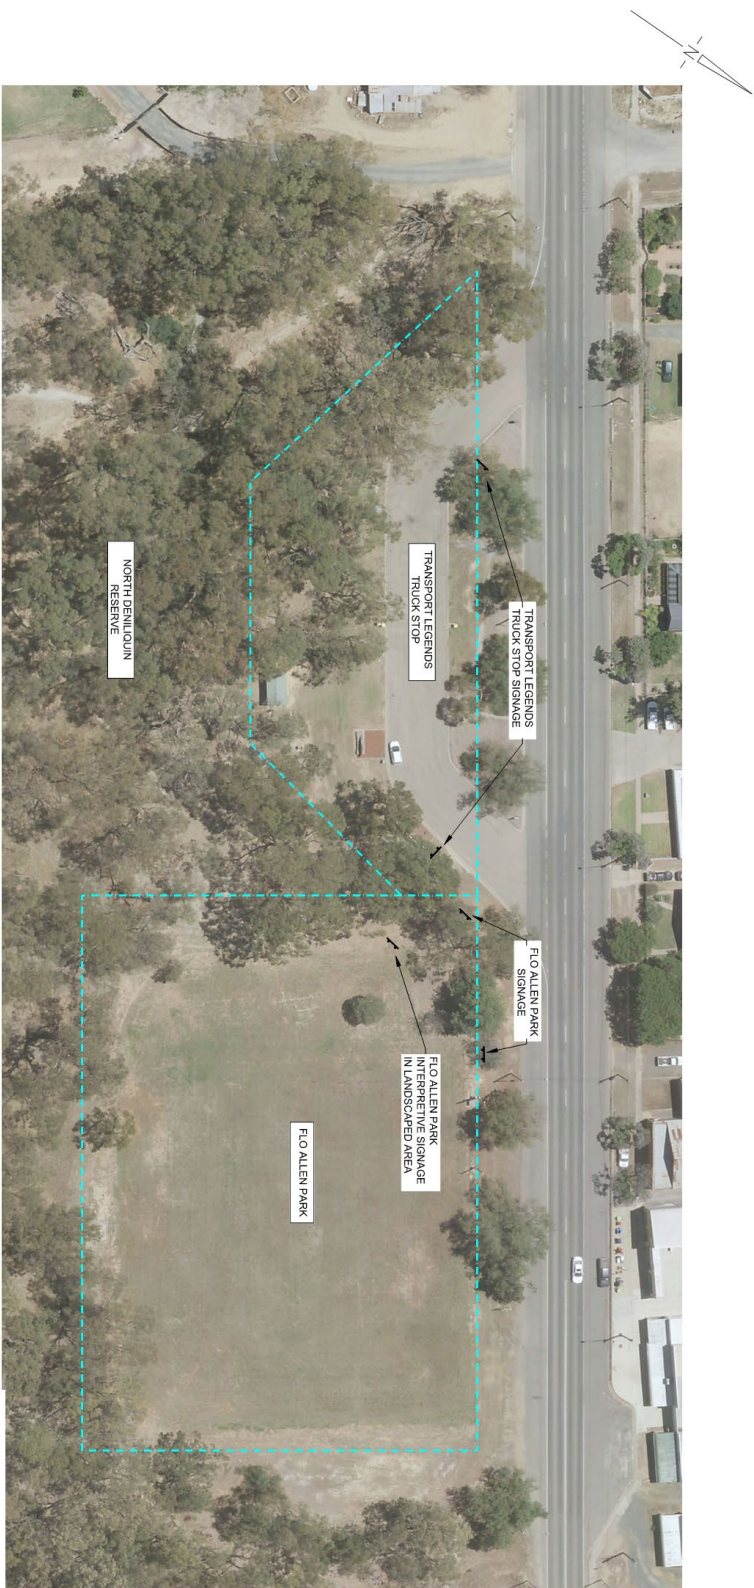 N
NORTH DENILIQUIN
RESERVE
TRANSPORT LEGENDS
TRUCK STOP
TRANSPORT LEGENDS
TRUCK STOP SIGNAGE
FLO ALLEN PARK
SIGNAGE
FLO ALLEN PARK
INTERPRETIVE SIGNAGE
IN LANDSCAPED AREA
FLO ALLEN PARK